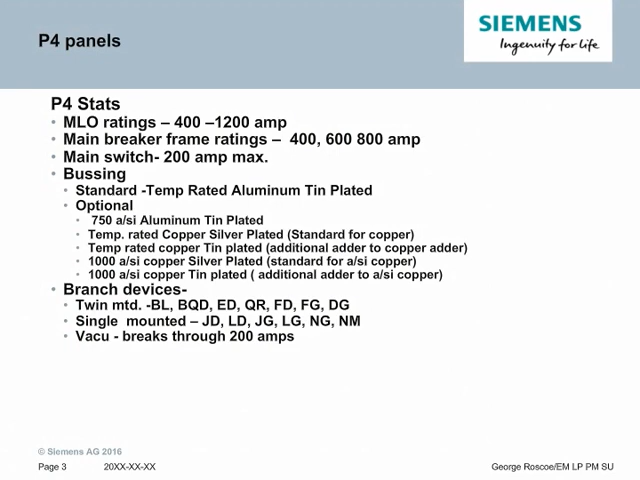 P4 panels
SIEMENS
Ingenuity for life
P4 Stats
• MLO ratings – 400 –1200 amp
• Main breaker frame ratings – 400, 600 800 amp
• Main switch- 200 amp max.
• Bussing
• Standard -Temp Rated Aluminum Tin Plated
• Optional
• 750 a/si Aluminum Tin Plated
• Temp. rated Copper Silver Plated (Standard for copper)
• Temp rated copper Tin plated (additional adder to copper adder)
• 1000 a/si copper Silver Plated (standard for a/si copper)
• 1000 a/si copper Tin plated ( additional adder to a/si copper)
• Branch devices-
• Twin mtd. -BL, BQD, ED, QR, FD, FG, DG
• Single mounted – JD, LD, JG, LG, NG, NM
• Vacu - breaks through 200 amps
© Siemens AG 2016
Page 3 20XX-XX-XX George Roscoe/EM LP PM SU